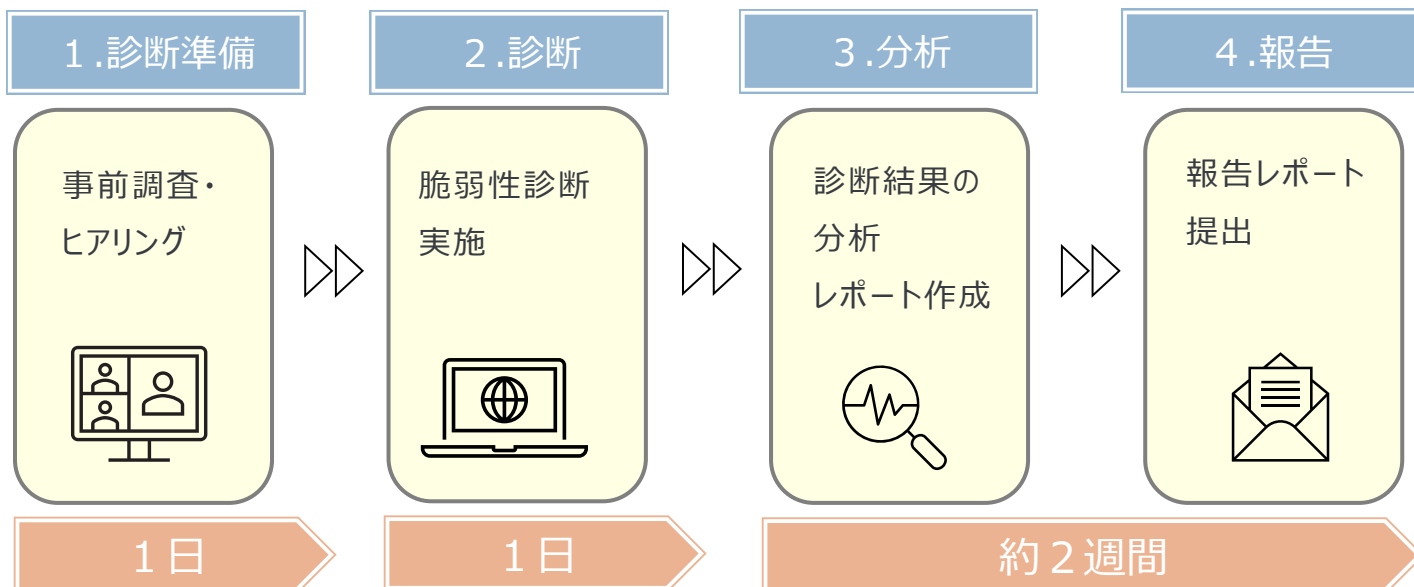 １.診断準備
２.診断
３.分析
４.報告
事前調査・
ヒアリング
脆弱性診断
実施
診断結果の
分析
レポート作成
報告レポート
提出
１日
１日
約２週間